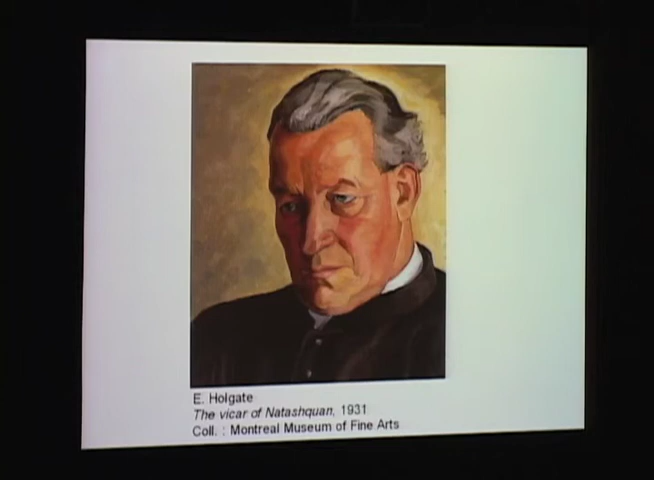 E. Holgate
The vicar of Natashquan, 1931
Coll. : Montreal Museum of Fine Arts